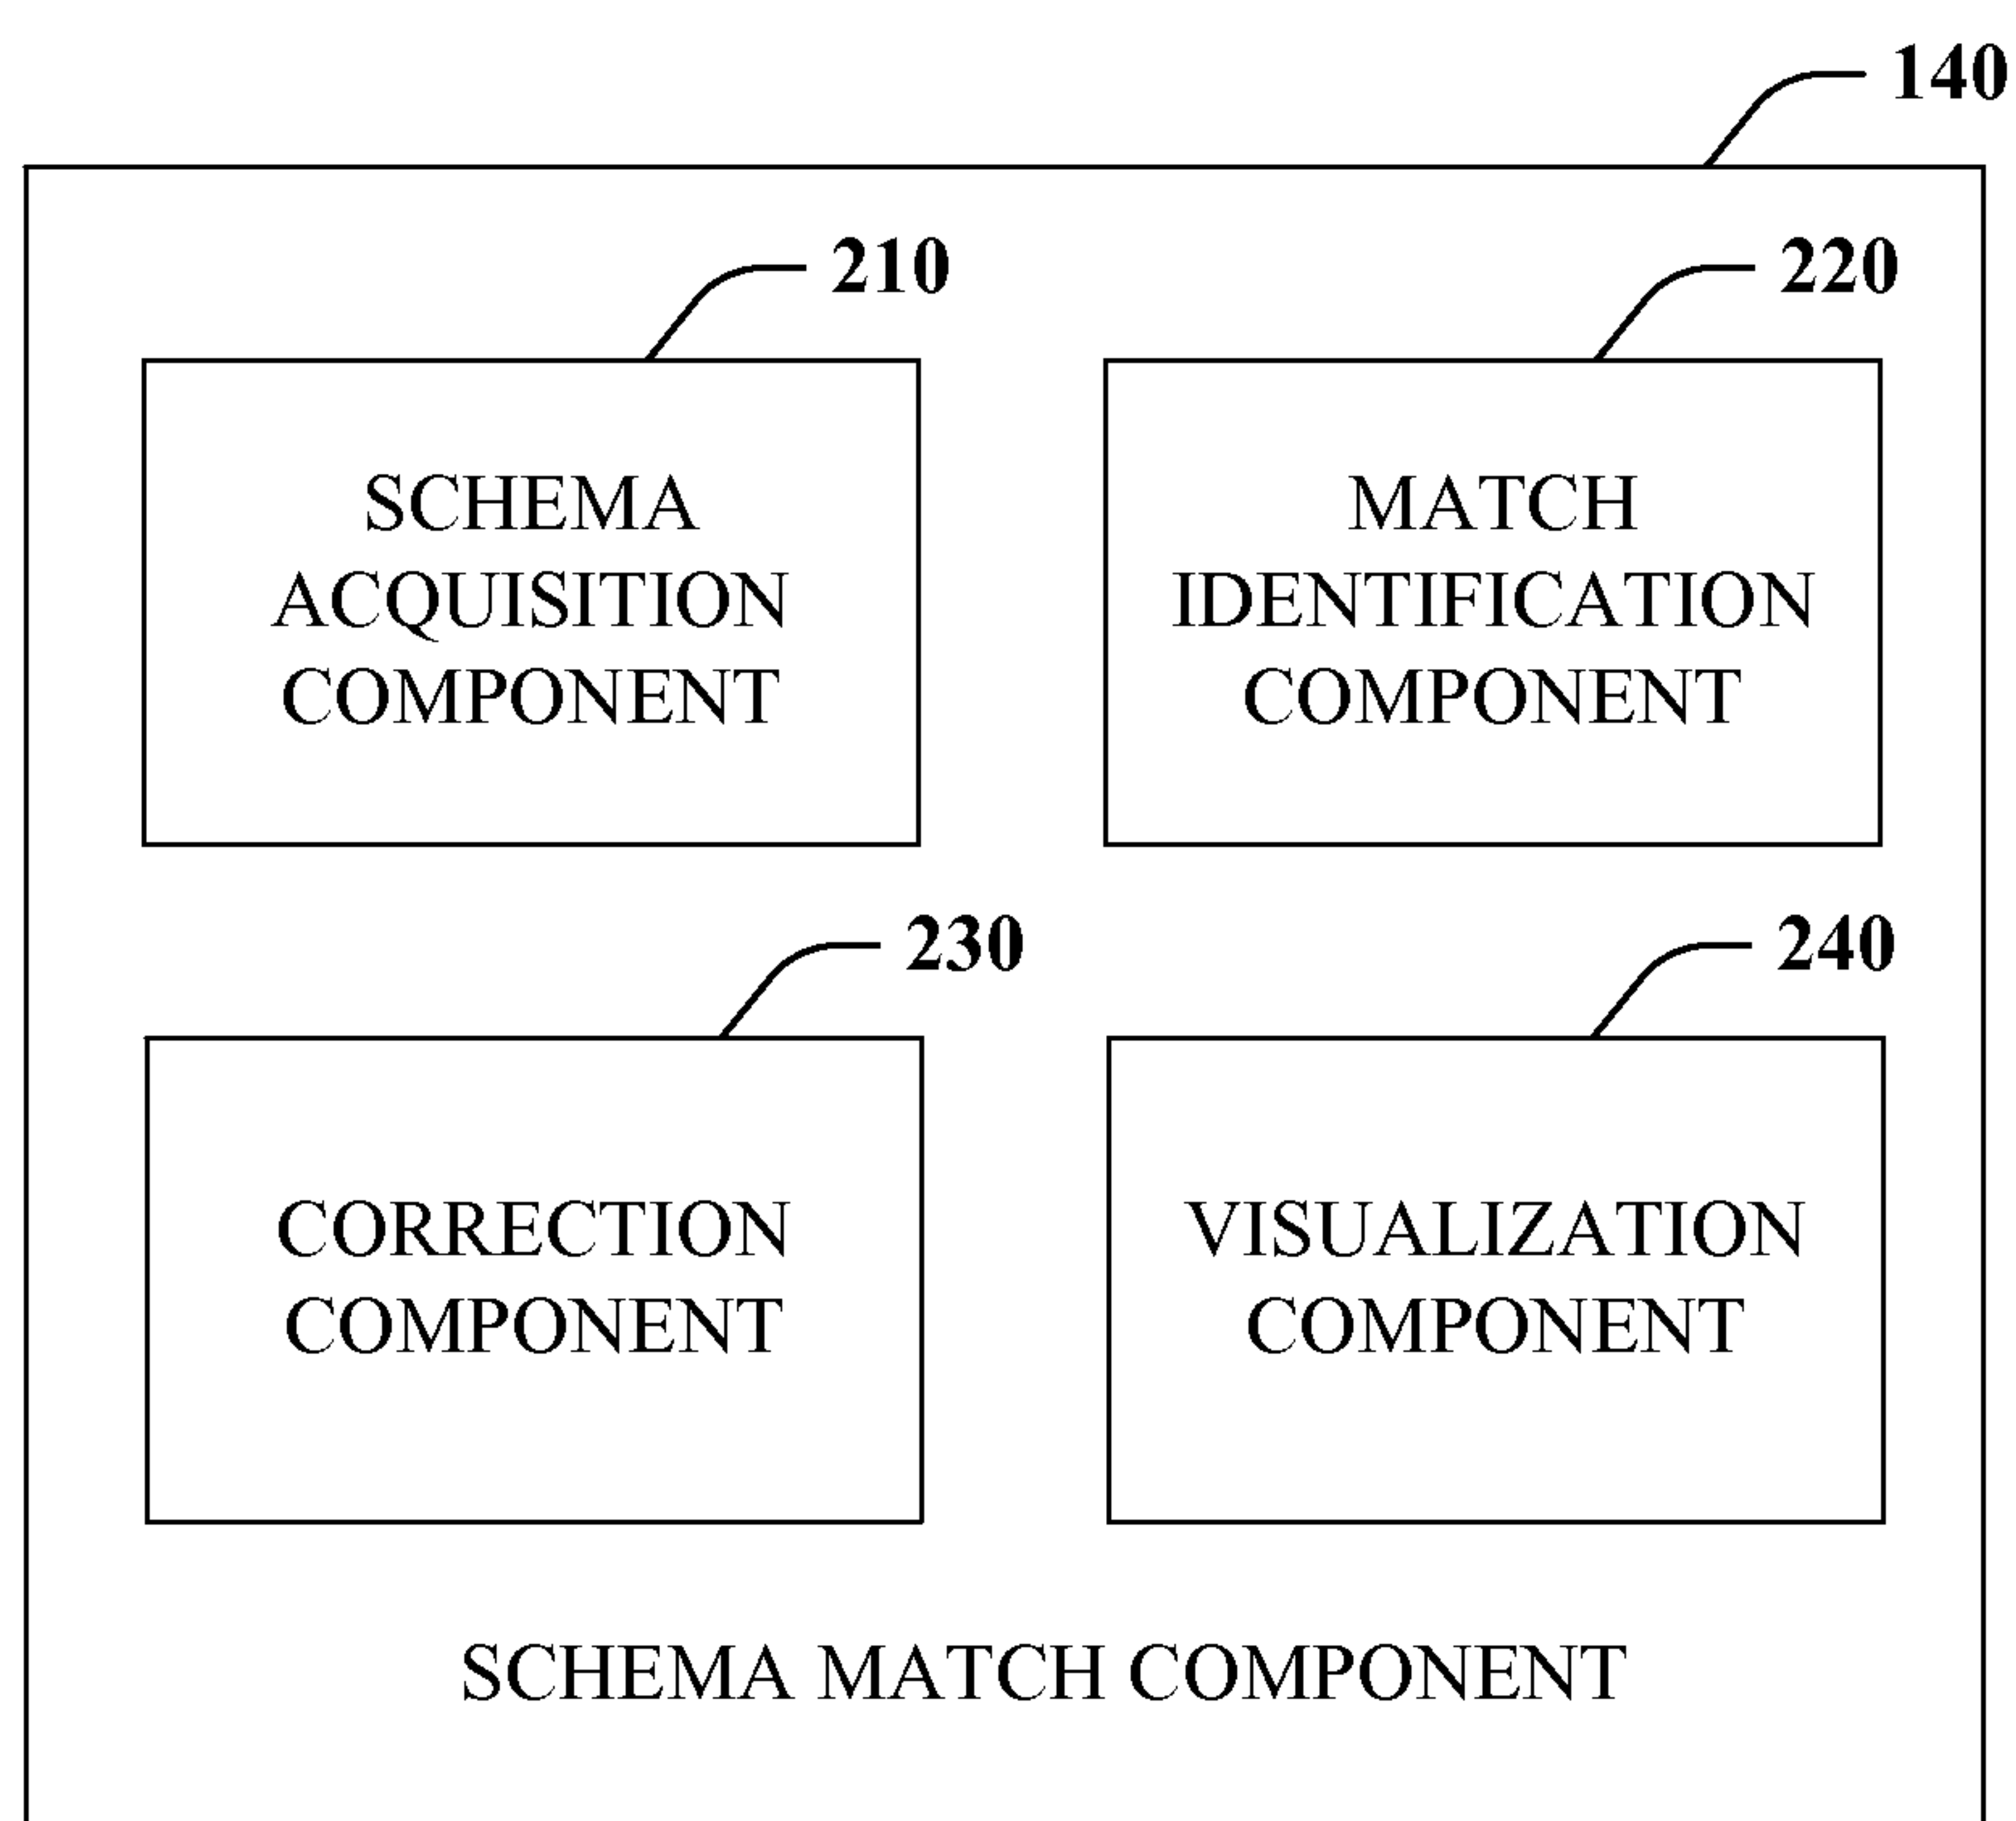 140
210
220
SCHEMA
ACQUISITION
COMPONENT
MATCH
IDENTIFICATION
COMPONENT
230
240
CORRECTION
COMPONENT
VISUALIZATION
COMPONENT
SCHEMA MATCH COMPONENT